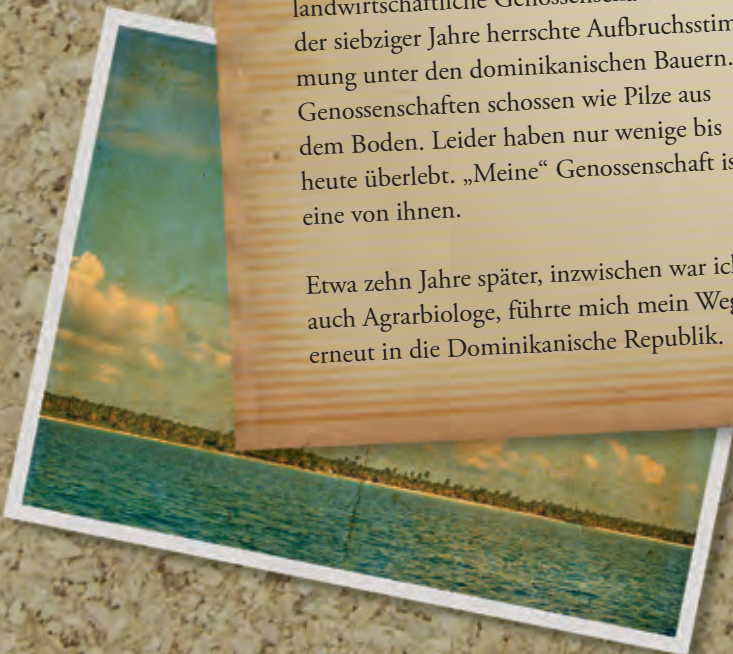 landwirtschaftliche
der siebziger Jahre herrschte Aufbruchsstim
mung unter den dominikanischen Bauern.
Genossenschaften schossen wie Pilze aus
dem Boden. Leider haben nur wenige bis
heute überlebt. „Meine“ Genossenschaft is
eine von ihnen.
Etwa zehn Jahre später, inzwischen war ich
auch Agrarbiologe, führte mich mein Weg
erneut in die Dominikanische Republik.